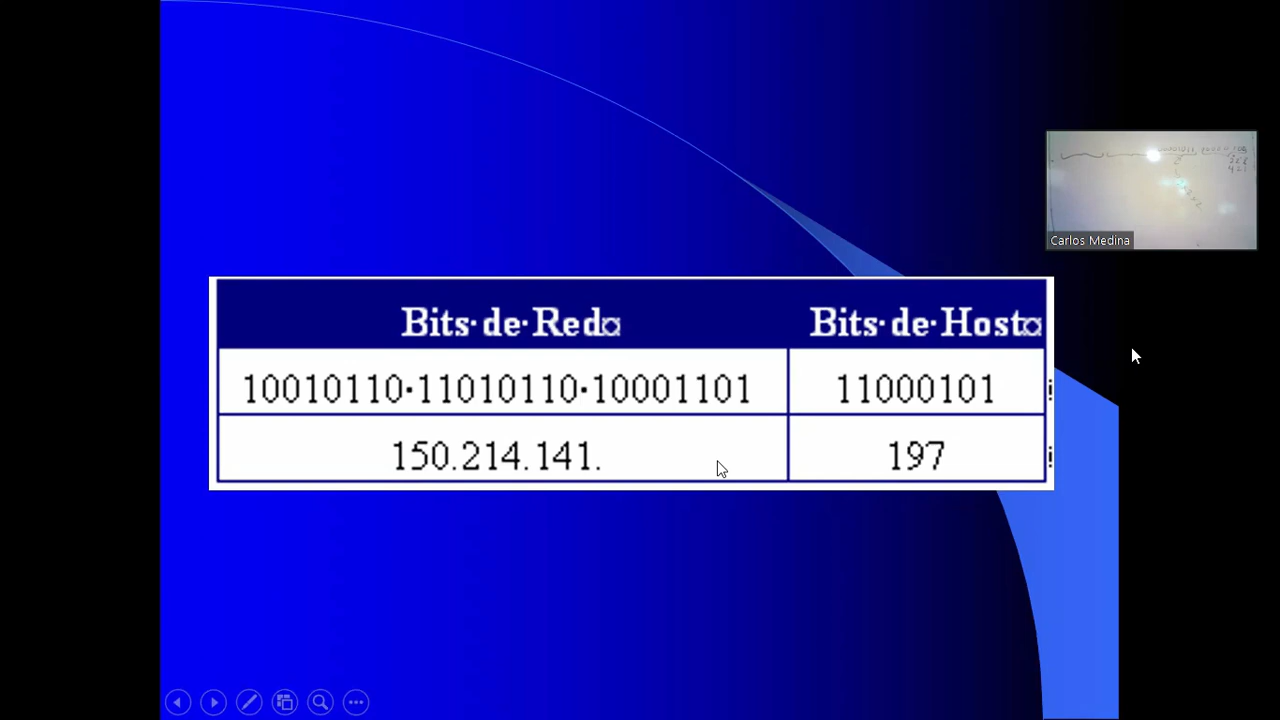 Bits·de·Red¤
Bits·de·Host¤
10010110·11010110·10001101
11000101
150.214.141.
197
Carlos Medina